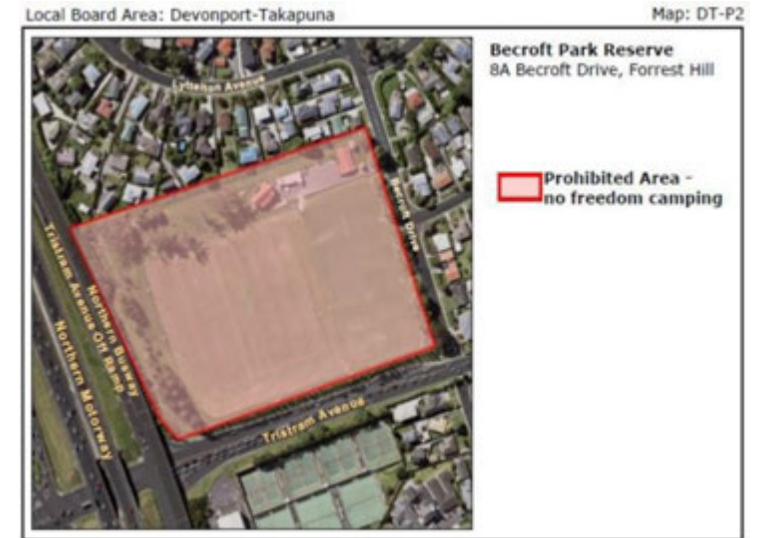 Local Board Area: Devonport-Takapuna
Map: DT-P2
Becroft Park Reserve
8A Becroft Drive, Forrest Hill
Prohibited Area -
no freedom camping
Lyttelton Avenue
Becroft Drive
Northern Busway
Tristram Avenue Off Ramp
Northern Motorway
Tristram Avenue